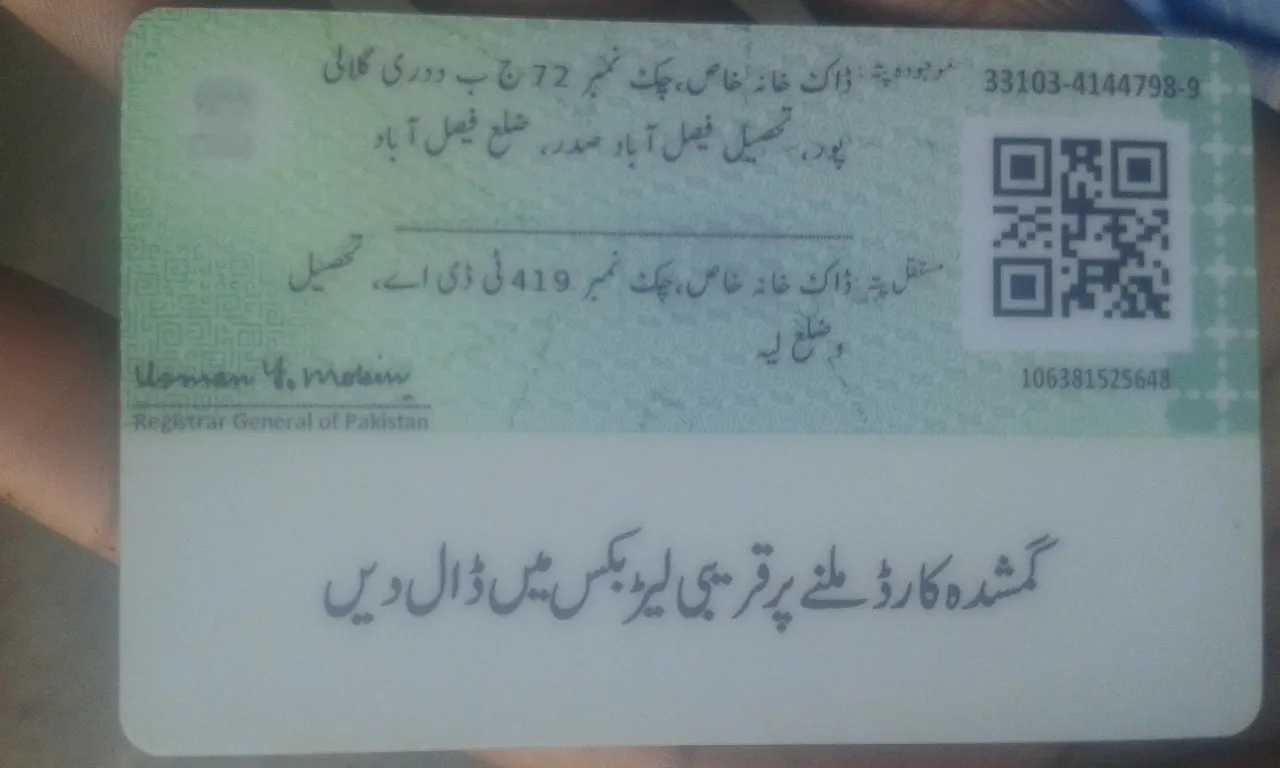 موجودہ پتہ: ڈاک خانہ خاص، چک نمبر 72 ج ب دوری گلالی
33103-4144798-9
پور، تحصیل فیصل آباد صدر، ضلع فیصل آباد
مستقل پتہ: ڈاک خانہ خاص، چک نمبر 419 ٹی ڈی اے، تحصیل
و ضلع لیہ
106381525648
Usman Y. Mobin
Registrar General of Pakistan
گمشدہ کارڈ ملنے پر قریبی لیٹر بکس میں ڈال دیں